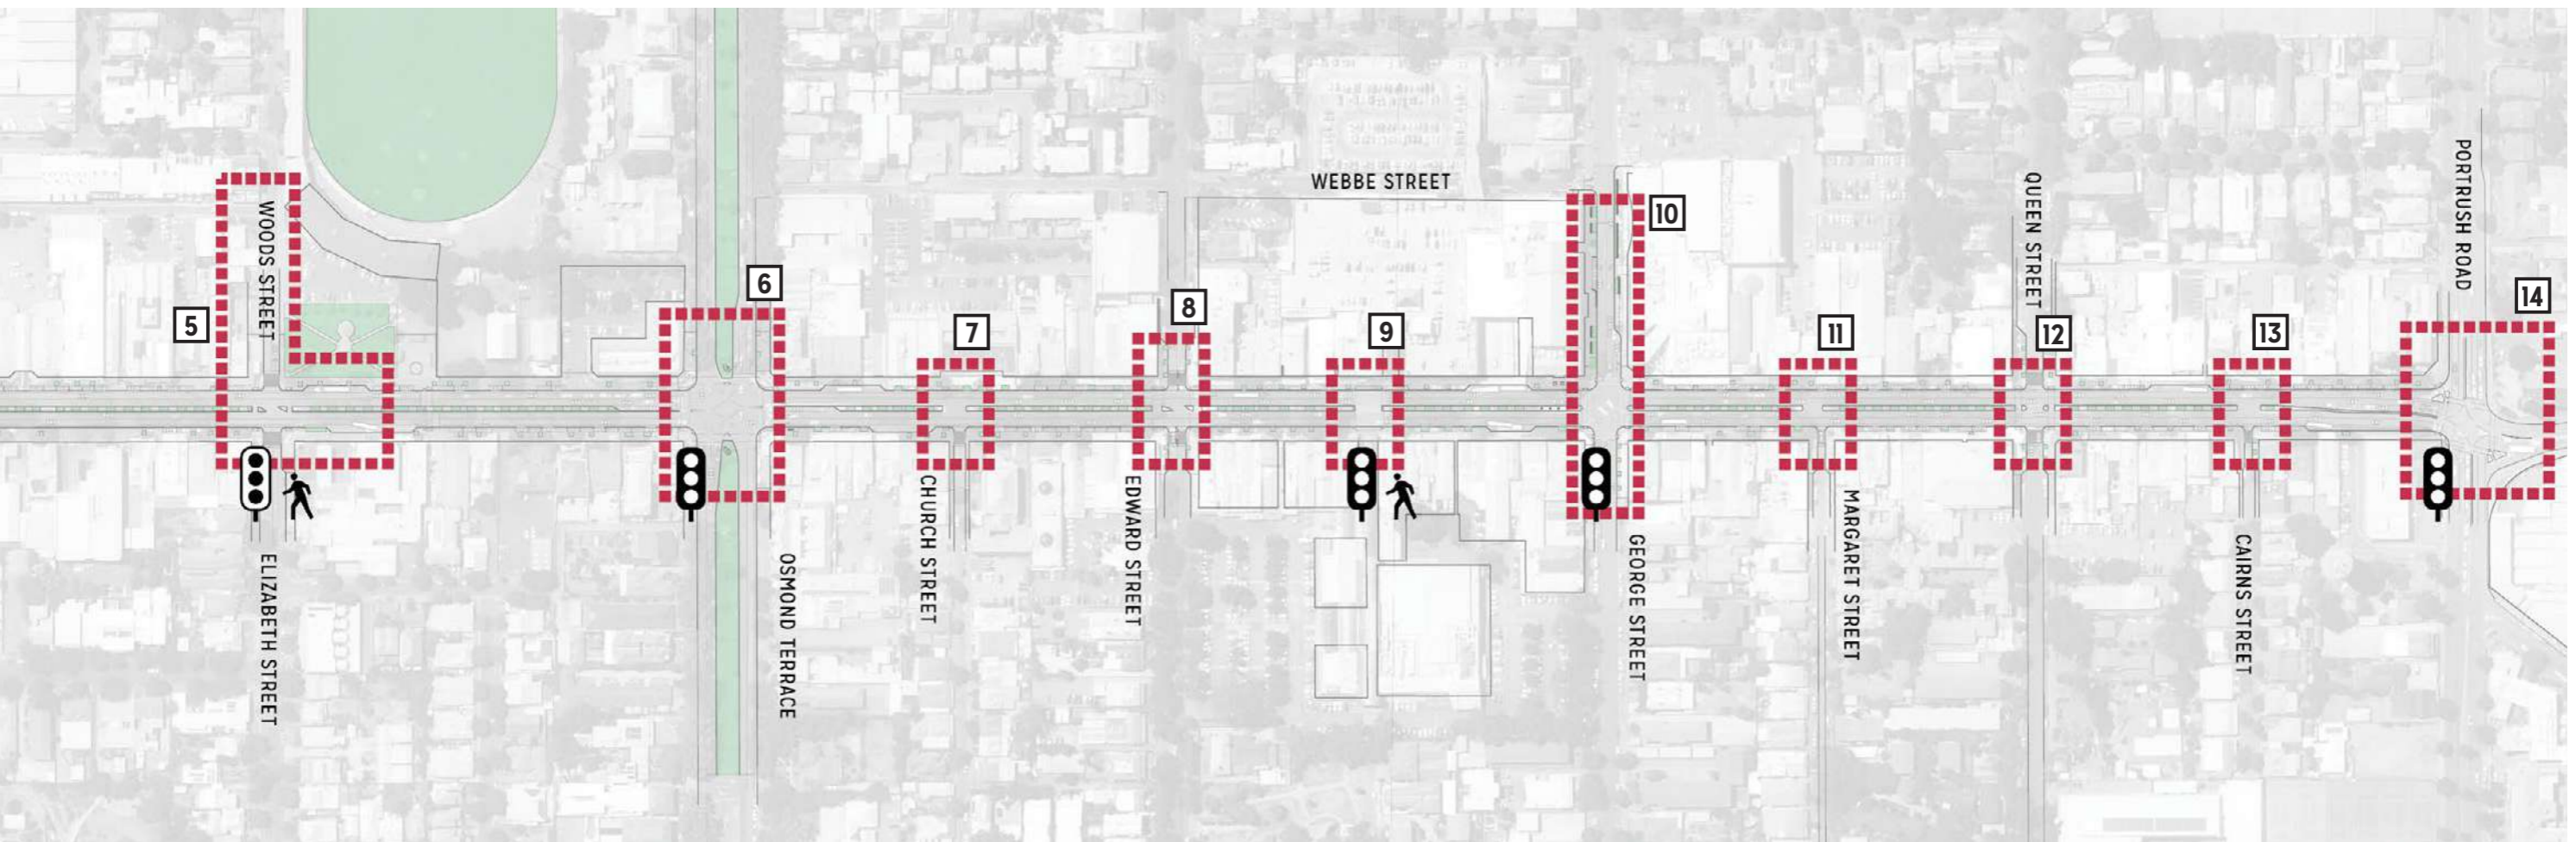 WEBBE STREET
WOODS STREET
QUEEN STREET
PORTRUSH ROAD
5
6
7
8
9
10
11
12
13
14
ELIZABETH STREET
OSMOND TERRACE
CHURCH STREET
EDWARD STREET
GEORGE STREET
MARGARET STREET
CAIRNS STREET